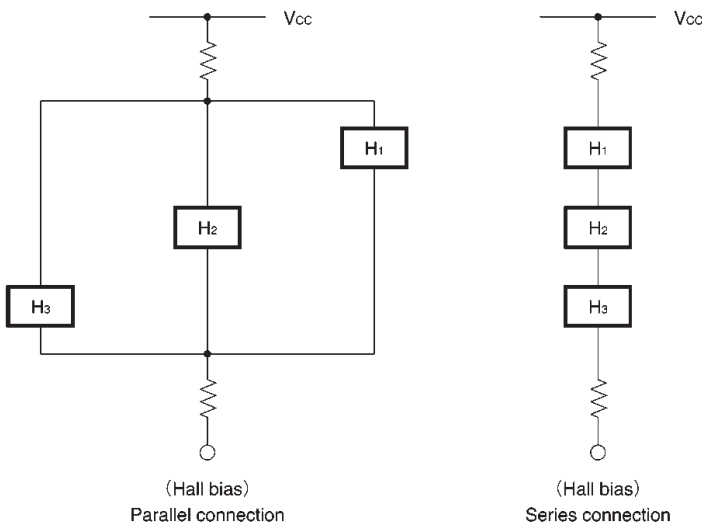 Vcc
Vcc
H1
H1
H2
H2
H3
H3
(Hall bias)
Parallel connection
(Hall bias)
Series connection